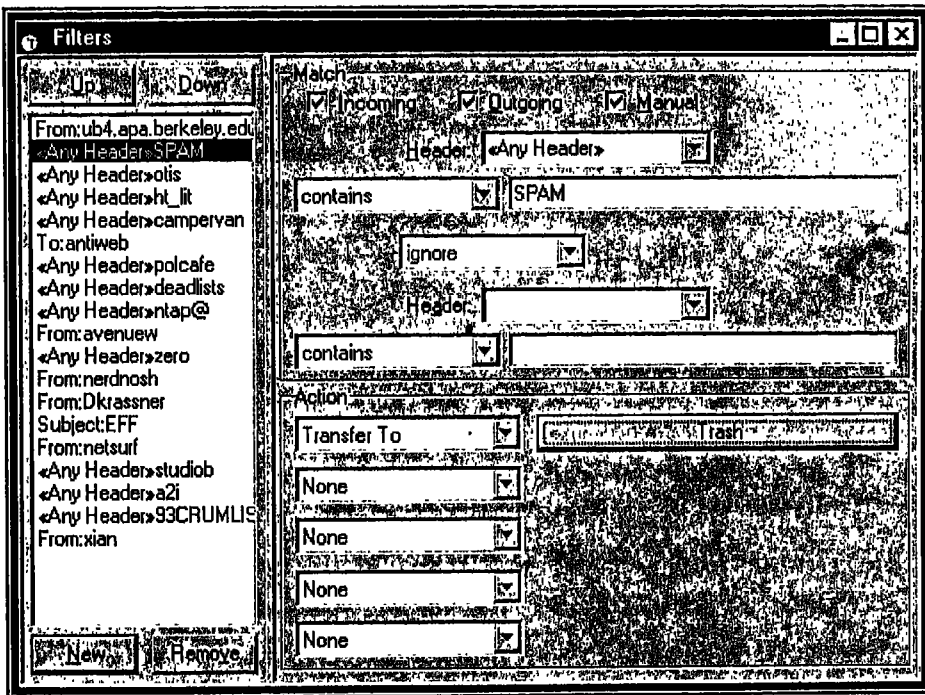 Filters
Up Down
From:ub4.apa.berkeley.edu
«Any Header»SPAM
«Any Header»otis
«Any Header»ht_lit
«Any Header»campervan
To:antiweb
«Any Header»polcafe
«Any Header»deadlists
«Any Header»ntap@
From:avenuew
«Any Header»zero
From:nerdnosh
From:Dkrassner
Subject:EFF
From:netsurf
«Any Header»studiob
«Any Header»a2i
«Any Header»93CRUMLIS
From:xian
New Remove
Match
Incoming Outgoing Manual
Header: «Any Header»
contains SPAM
ignore
Header:
contains
Action
Transfer To Trash
None
None
None
None